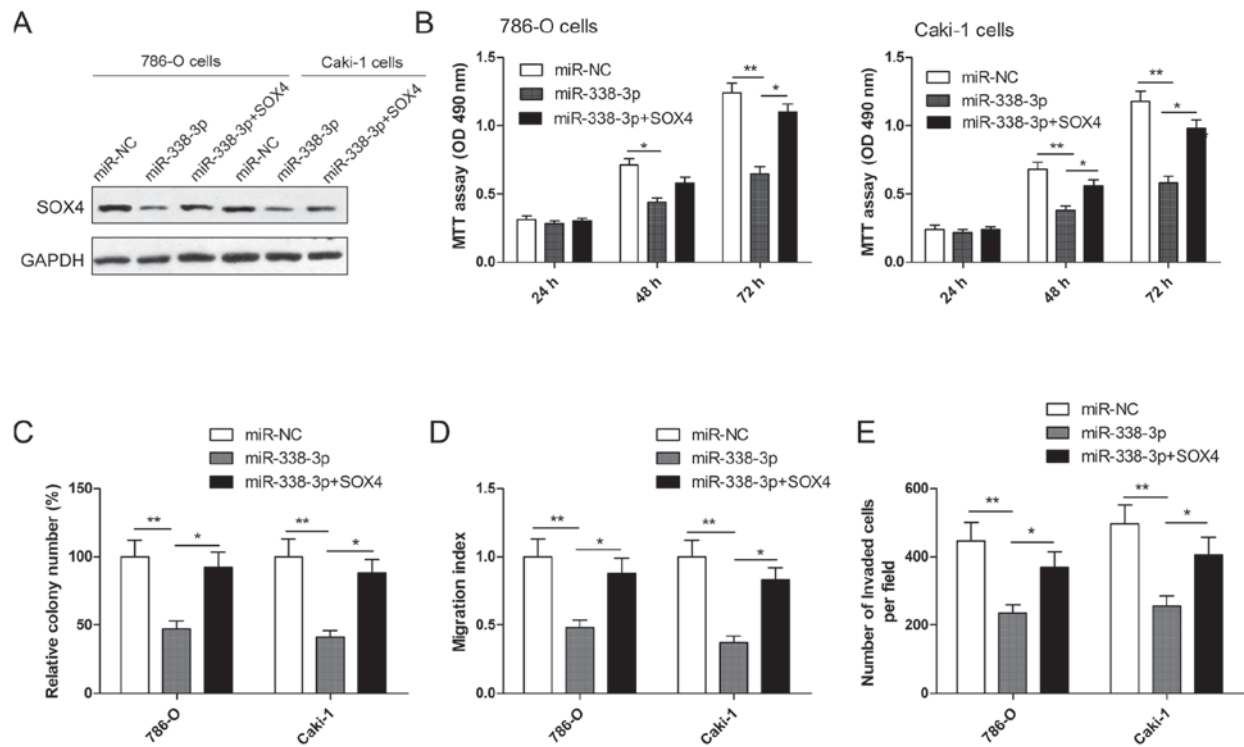 A
786-O cells
Caki-1 cells
miR-NC
miR-338-3p
miR-338-3p+SOX4
miR-NC
miR-338-3p
miR-338-3p+SOX4
SOX4
GAPDH
B
786-O cells
miR-NC
miR-338-3p
miR-338-3p+SOX4
MTT assay (OD 490 nm)
1.5
1.0
0.5
0.0
*
**
*
24 h
48 h
72 h
Caki-1 cells
miR-NC
miR-338-3p
miR-338-3p+SOX4
MTT assay (OD 490 nm)
1.5
1.0
0.5
0.0
**
*
**
*
24 h
48 h
72 h
C
miR-NC
miR-338-3p
miR-338-3p+SOX4
Relative colony number (%)
150
100
50
0
**
*
**
*
786-O
Caki-1
D
miR-NC
miR-338-3p
miR-338-3p+SOX4
Migration index
1.5
1.0
0.5
0.0
**
*
**
*
786-O
Caki-1
E
miR-NC
miR-338-3p
miR-338-3p+SOX4
Number of Invaded cells
per field
600
400
200
0
**
*
**
*
786-O
Caki-1